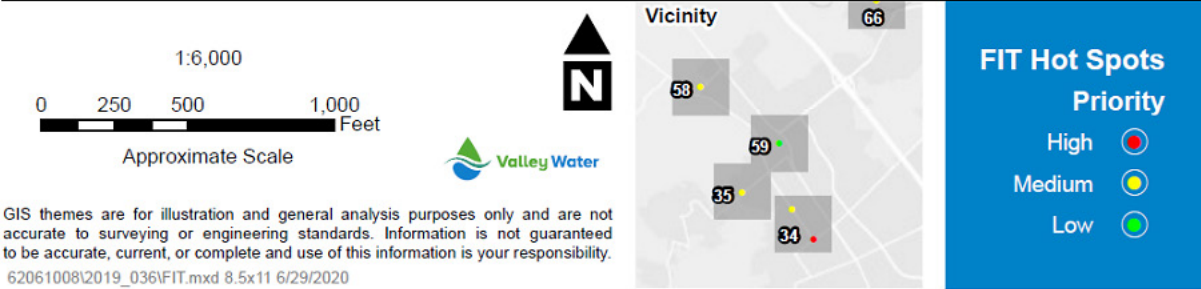 1:6,000
0 250 500 1,000
Feet
Approximate Scale
N
Valley Water
GIS themes are for illustration and general analysis purposes only and are not
accurate to surveying or engineering standards. Information is not guaranteed
to be accurate, current, or complete and use of this information is your responsibility.
62061008\2019_036\FIT.mxd 8.5x11 6/29/2020
Vicinity
66
58
59
35
34
FIT Hot Spots
Priority
High
Medium
Low